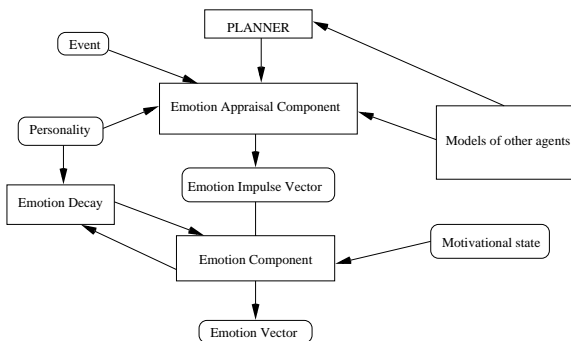 PLANNER
Event
Emotion Appraisal Component
Personality
Models of other agents
Emotion Impulse Vector
Emotion Decay
Motivational state
Emotion Component
Emotion Vector